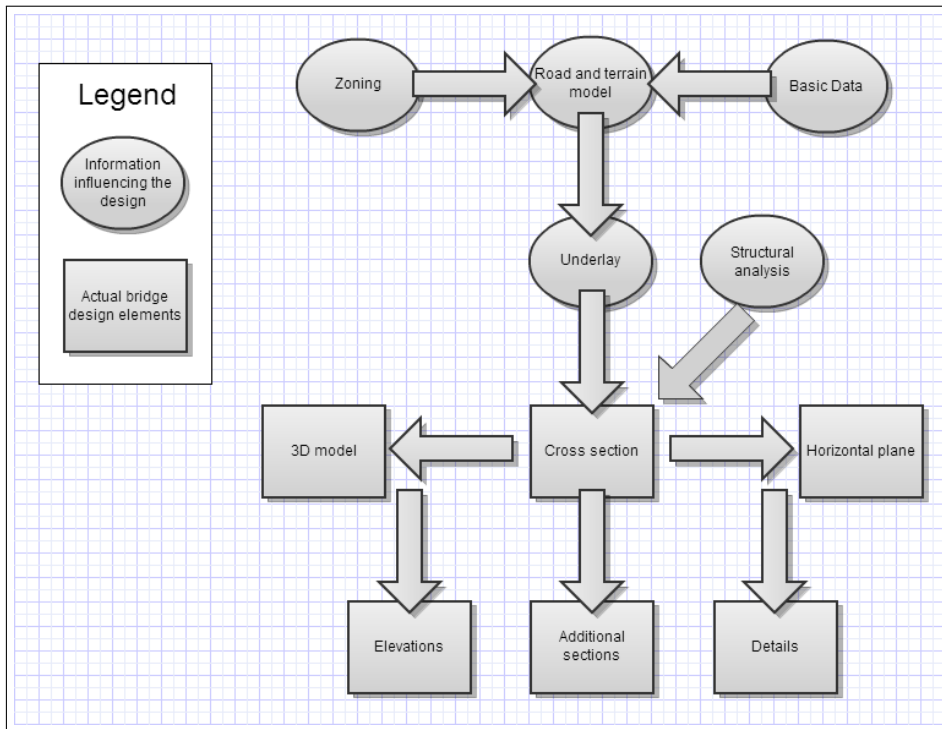 Legend
Information
influencing the
design
Actual bridge
design elements
Zoning
Road and terrain
model
Basic Data
Underlay
Structural
analysis
3D model
Cross section
Horizontal plane
Elevations
Additional
sections
Details